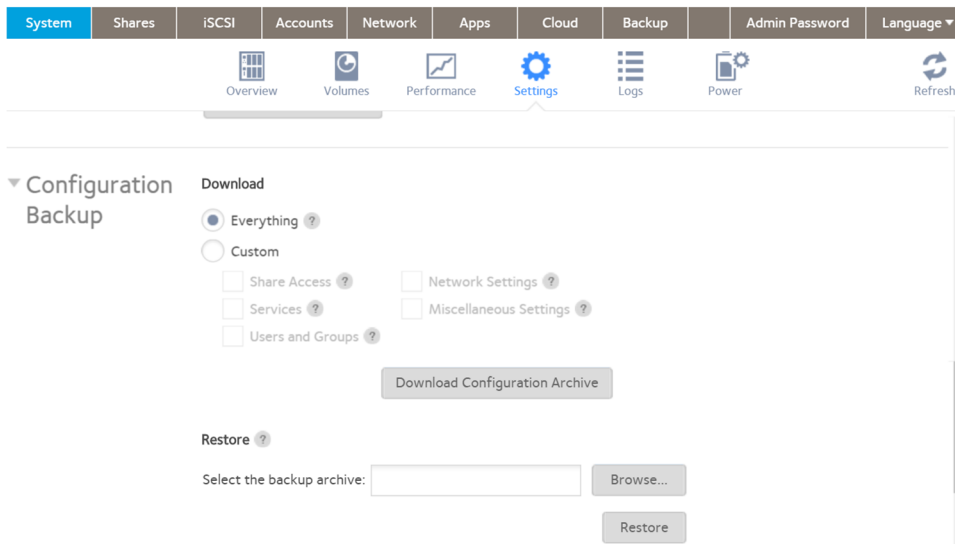 System Shares iSCSI Accounts Network Apps Cloud Backup Admin Password Language
Overview Volumes Performance Settings Logs Power Refresh
Configuration
Backup
Download
Everything ?
Custom
Share Access ? Network Settings ?
Services ? Miscellaneous Settings ?
Users and Groups ?
Download Configuration Archive
Restore ?
Select the backup archive: Browse...
Restore